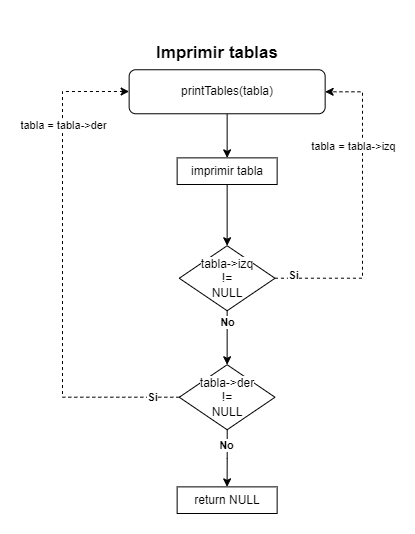 Imprimir tablas
printTables(tabla)
tabla = tabla->der
tabla = tabla->izq
imprimir tabla
tabla->izq
!=
NULL
Si
No
tabla->der
!=
NULL
Si
No
return NULL